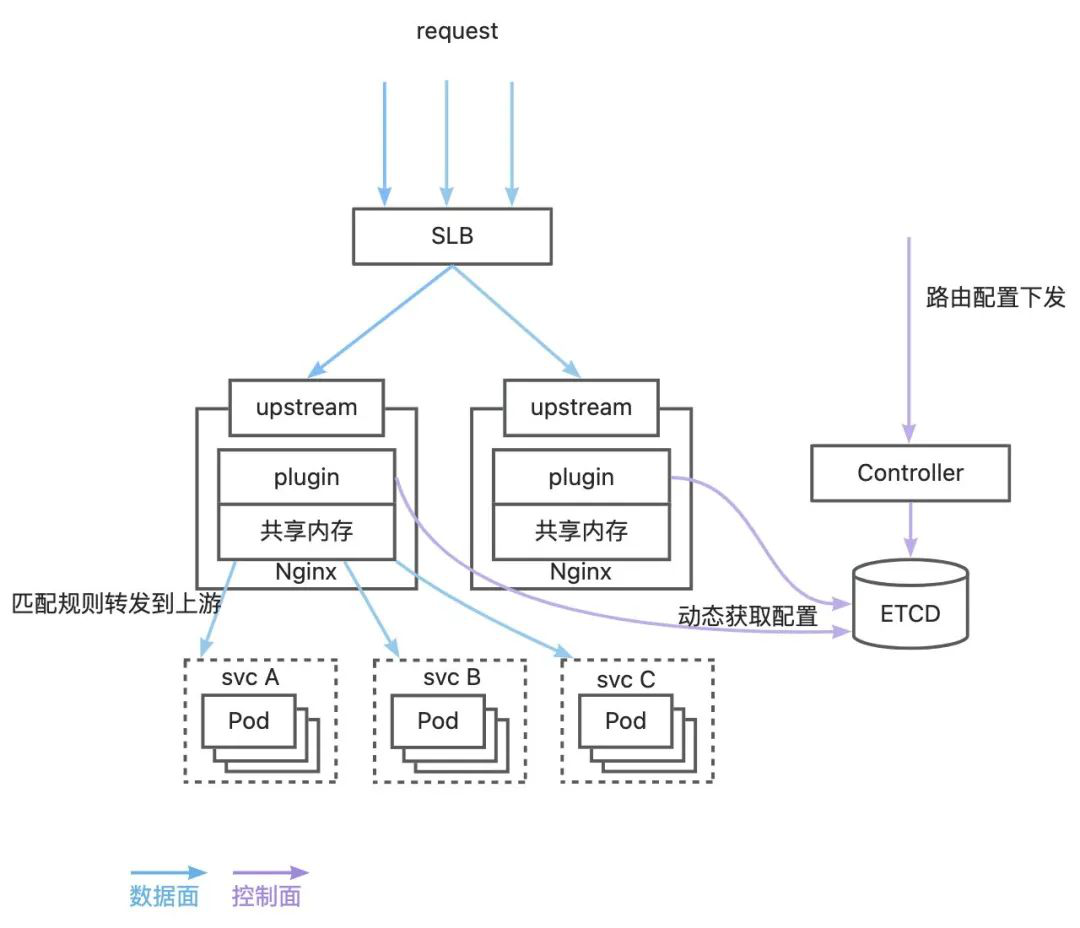 request
SLB
路由配置下发
upstream
upstream
plugin
plugin
Controller
共享内存
共享内存
Nginx
Nginx
匹配规则转发到上游
动态获取配置
ETCD
svc A
svc B
svc C
Pod
Pod
Pod
数据面
控制面